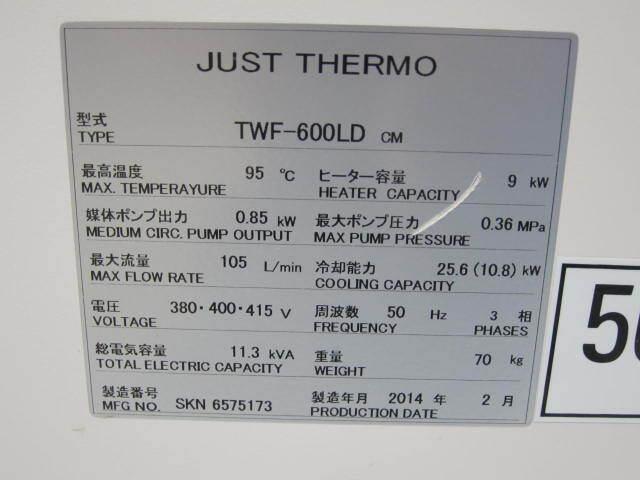 JUST THERMO
型式
TYPE TWF-600LD CM
最高温度 95 ℃ ヒーター容量 9 kW
MAX. TEMPERAYURE HEATER CAPACITY
媒体ポンプ出力 0.85 kW 最大ポンプ圧力 0.36 MPa
MEDIUM CIRC. PUMP OUTPUT MAX PUMP PRESSURE
最大流量 105 L/min 冷却能力 25.6 (10.8) kW
MAX FLOW RATE COOLING CAPACITY
電圧 380・400・415 V 周波数 50 Hz 3 相
VOLTAGE FREQUENCY PHASES
総電気容量 11.3 kVA 重量 70 kg
TOTAL ELECTRIC CAPACITY WEIGHT
製造番号 SKN 6575173 製造年月 2014 年 2 月
MFG NO. PRODUCTION DATE